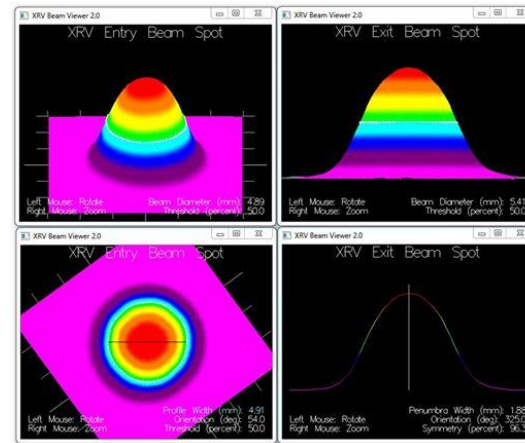 XRV Beam Viewer 2.0
XRV Entry Beam Spot
Left Mouse: Rotate
Right Mouse: Zoom
Beam Diameter (mm): 4.89
Threshold (percent): 50.0
XRV Beam Viewer 2.0
XRV Exit Beam Spot
Left Mouse: Rotate
Right Mouse: Zoom
Beam Diameter (mm): 5.41
Threshold (percent): 50.0
XRV Beam Viewer 2.0
XRV Entry Beam Spot
Left Mouse: Rotate
Right Mouse: Zoom
Profile Width (mm): 4.91
Orientation (deg): 54.0
Threshold (percent): 50.0
XRV Beam Viewer 2.0
XRV Exit Beam Spot
Left Mouse: Rotate
Right Mouse: Zoom
Penumbra Width (mm): 1.88
Orientation (deg):
Symmetry (percent):